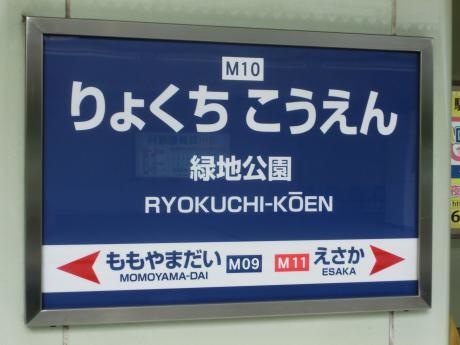 M10
りょくちこうえん
緑地公園
RYOKUCHI-KŌEN
ももやまだい M09 M11 えさか
MOMOYAMA-DAI ESAKA